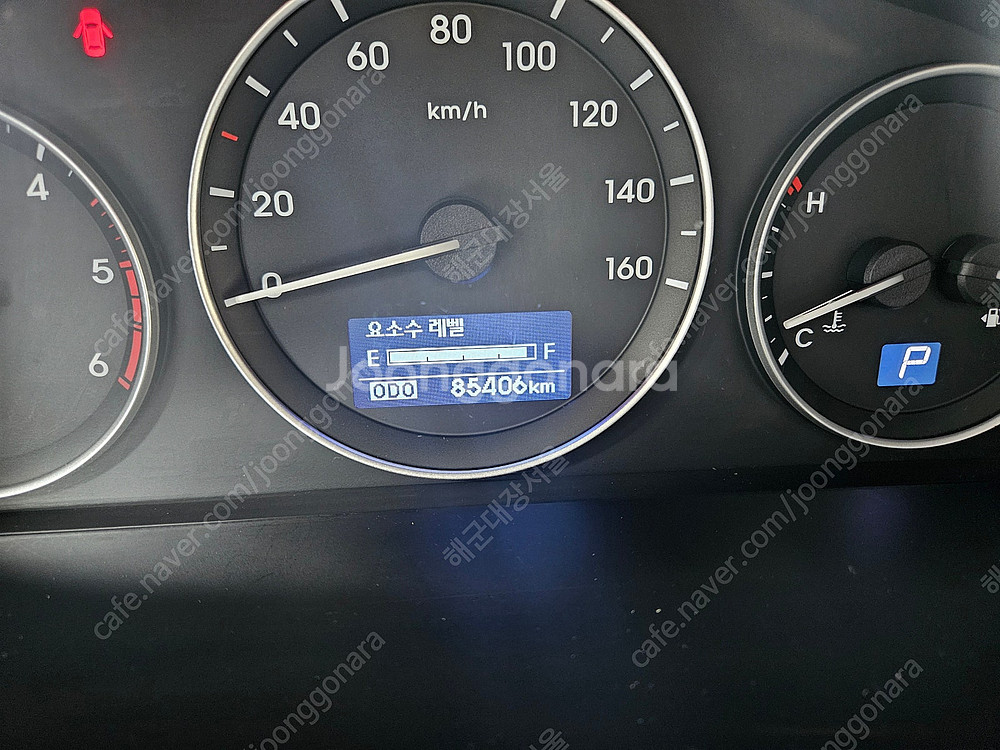 80
60
100
km/h
40
120
4
20
140
H
5
0
160
C
요소수 레벨
E F
P
6
ODO 85406km
Joonggonara
cafe.naver.com/joonggonara
해군대장서울